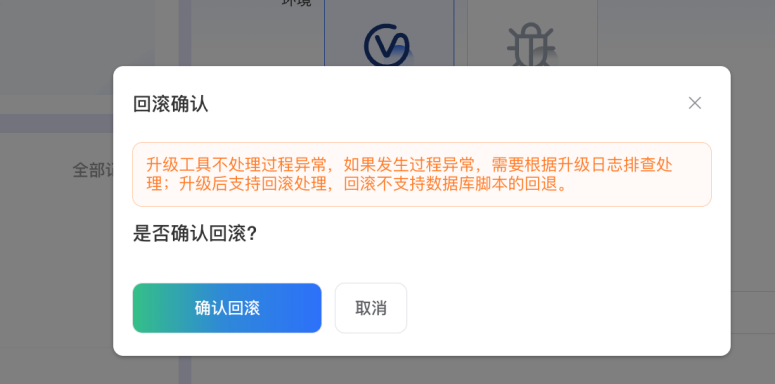 环境
回滚确认
升级工具不处理过程异常，如果发生过程异常，需要根据升级日志排查处
理；升级后支持回滚处理，回滚不支持数据库脚本的回退。
全部
是否确认回滚?
确认回滚
取消